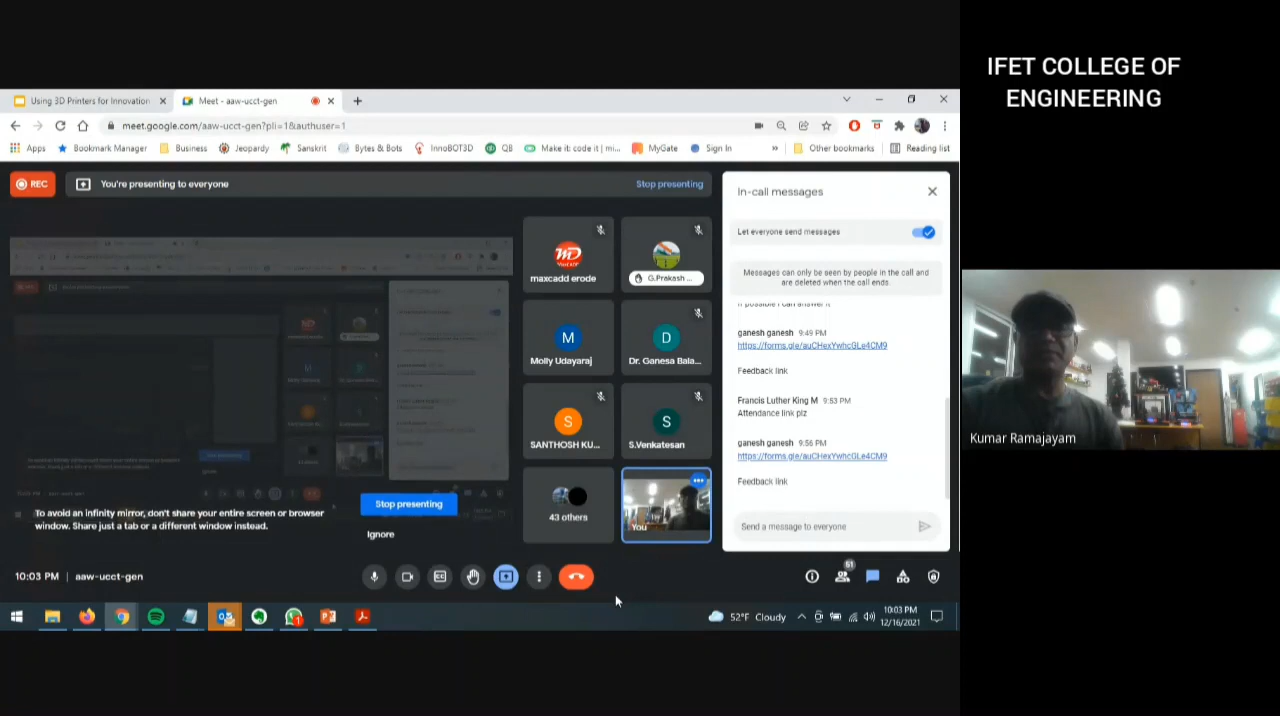 Using 3D Printers for Innovation
Meet - aaw-ucct-gen
meet.google.com/aaw-ucct-gen?pli=1&authuser=1
Apps
Bookmark Manager
Business
Jeopardy
Sanskrit
Bytes & Bots
InnoBOT3D
QB
Make it: code it | mi...
MyGate
Sign In
»
Other bookmarks
Reading list
REC
You're presenting to everyone
Stop presenting
maxcadd erode
G.Prakash ...
M
Molly Udayaraj
D
Dr. Ganesa Bala...
S
SANTHOSH KU...
S
S.Venkatesan
43 others
You
To avoid an infinity mirror, don't share your entire screen or browser
window. Share just a tab or a different window instead.
Stop presenting
Ignore
In-call messages
Let everyone send messages
Messages can only be seen by people in the call and
are deleted when the call ends.
ganesh ganesh 9:49 PM
https://forms.gle/auCHexYwhcGLe4CM9
Feedback link
Francis Luther King M 9:53 PM
Attendance link plz
ganesh ganesh 9:56 PM
https://forms.gle/auCHexYwhcGLe4CM9
Feedback link
Send a message to everyone
10:03 PM | aaw-ucct-gen
51
52°F Cloudy
10:03 PM
12/16/2021
IFET COLLEGE OF
ENGINEERING
Kumar Ramajayam